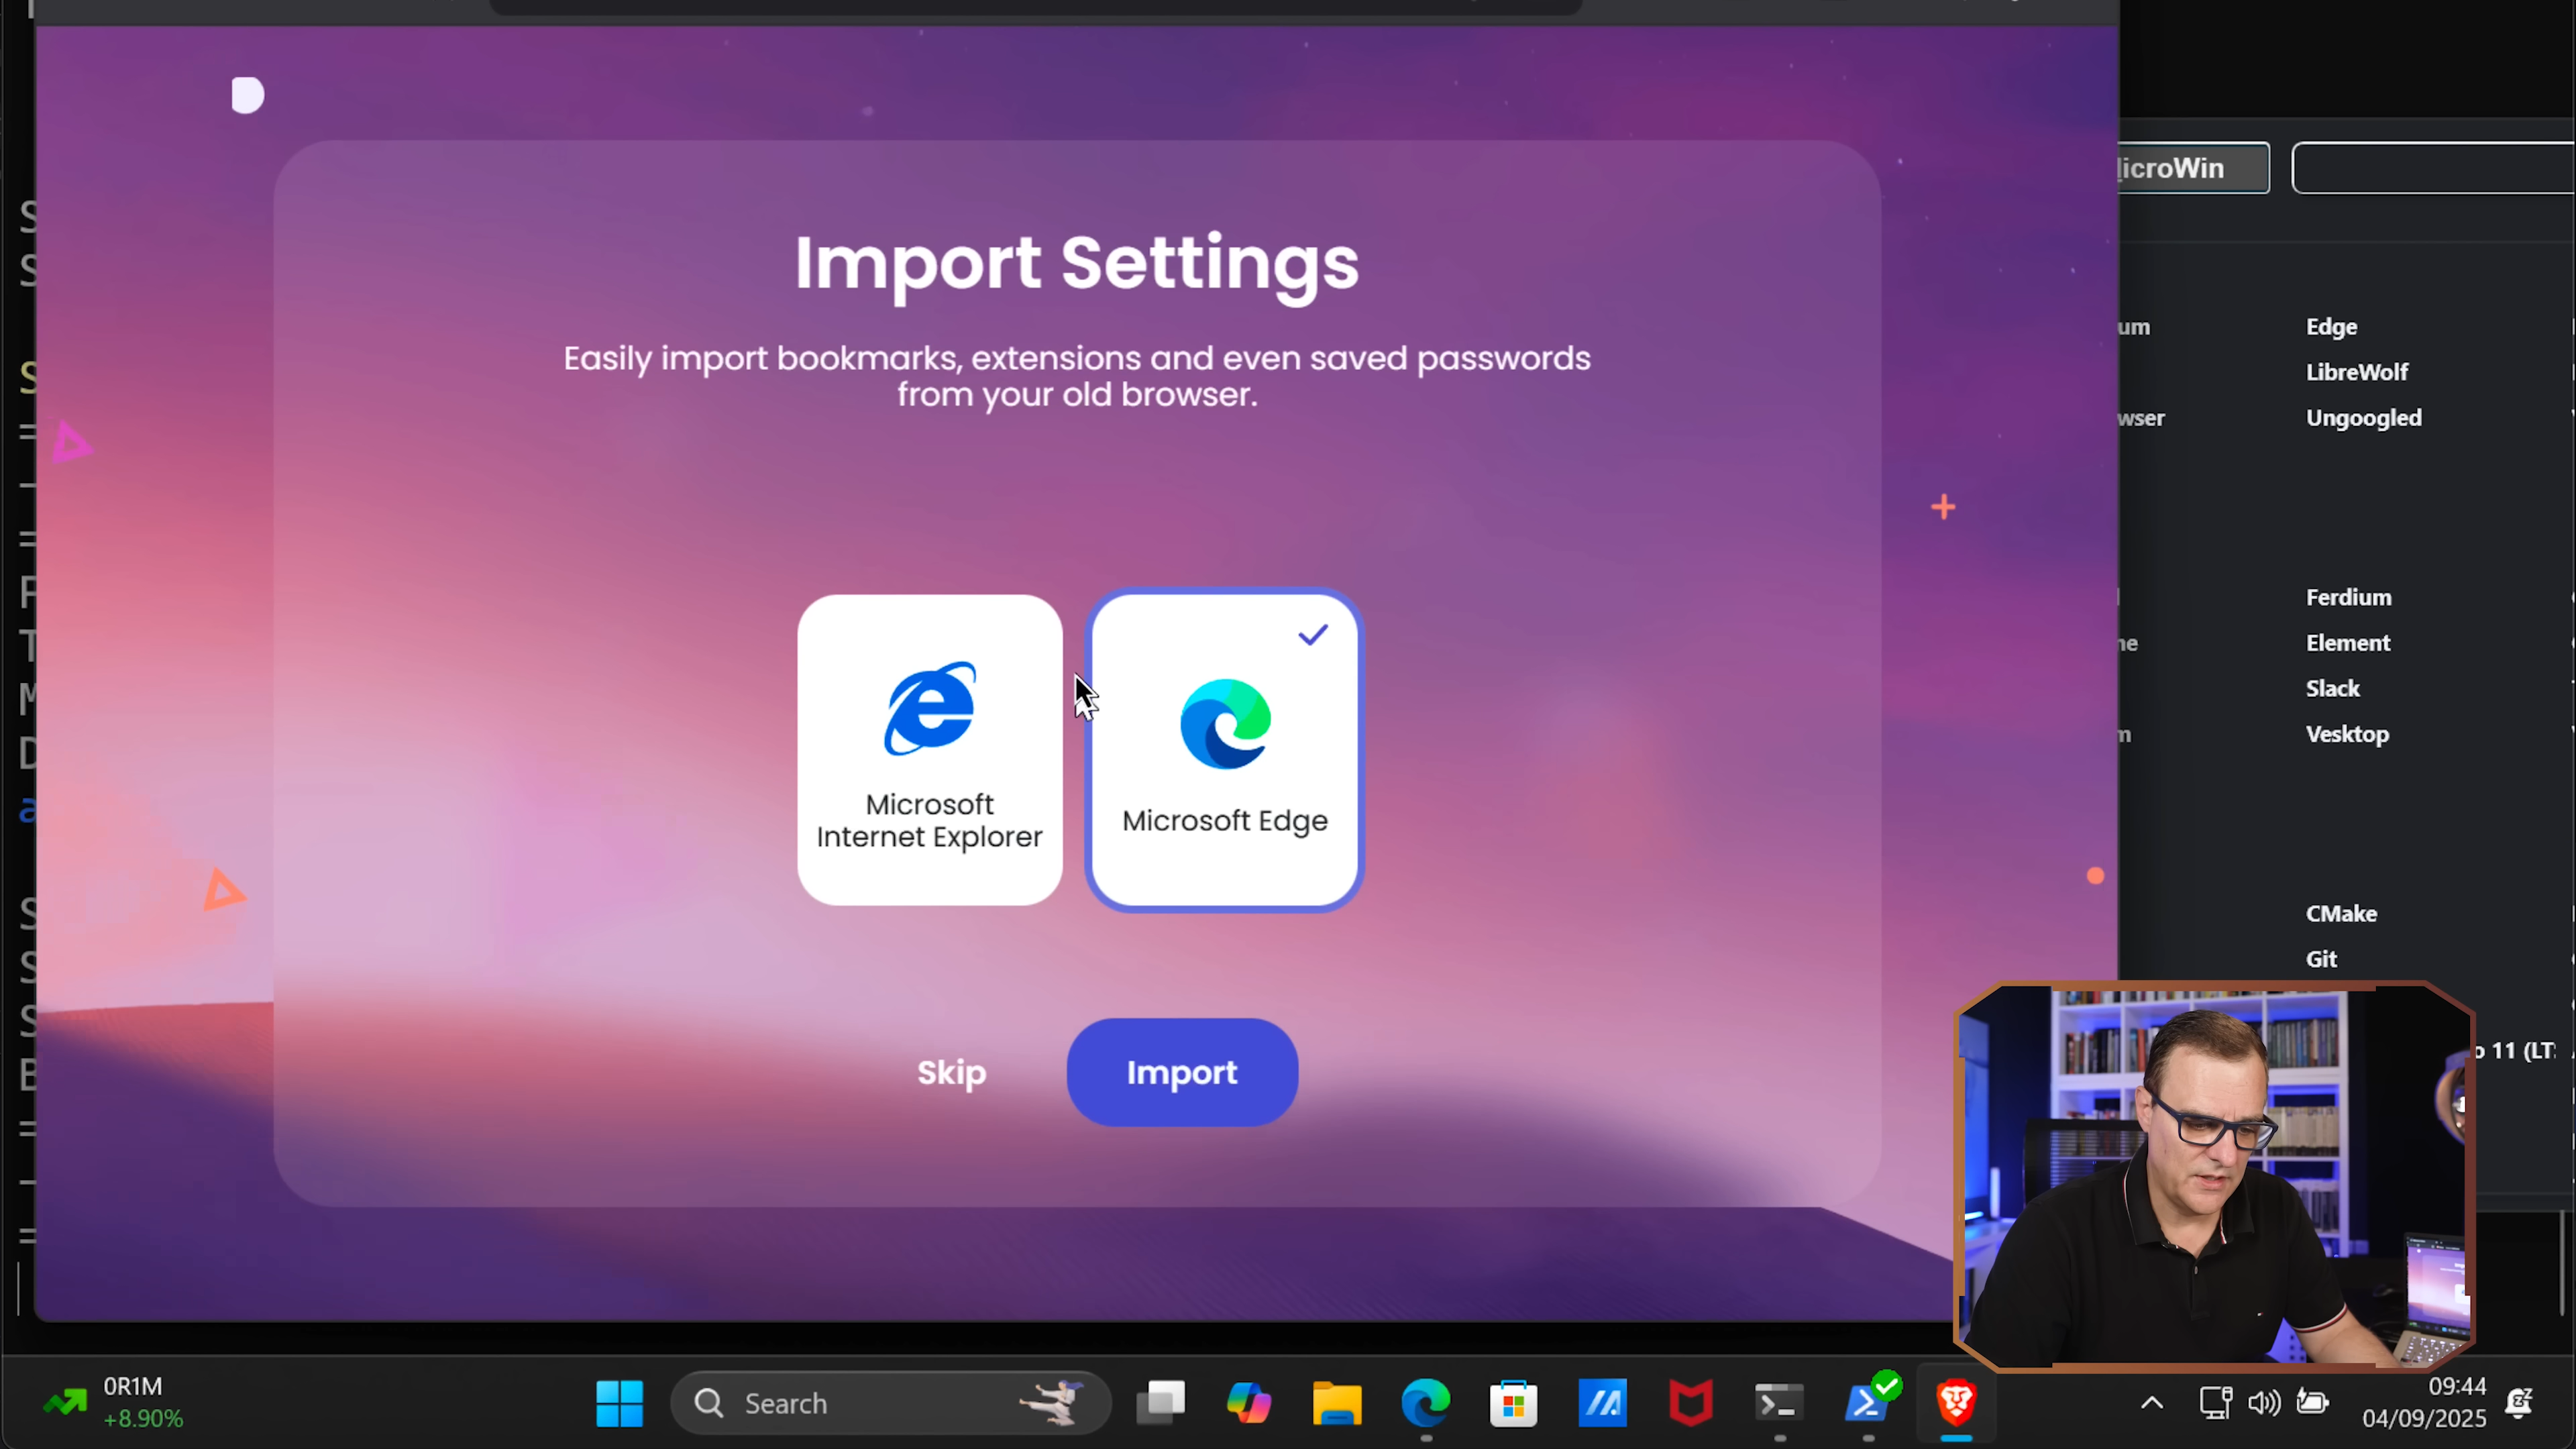 Import Settings
Easily import bookmarks, extensions and even saved passwords
from your old browser.
Microsoft
Internet Explorer
Microsoft Edge
Skip
Import
icroWin
um
Edge
LibreWolf
wser
Ungoogled
Ferdium
Element
Slack
Vesktop
CMake
Git
o 11 (LT
0R1M
+8.90%
Search
09:44
04/09/2025